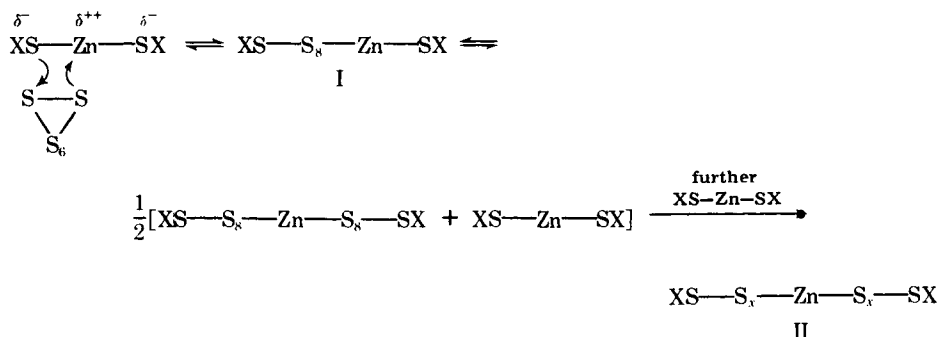 δ⁻ δ⁺⁺ δ⁻
XS—Zn—SX ⇌ XS—S₈—Zn—SX ⇌
I
S—S
S₆
½[XS—S₈—Zn—S₈—SX + XS—Zn—SX]
further
XS–Zn–SX
XS—Sₓ—Zn—Sₓ—SX
II